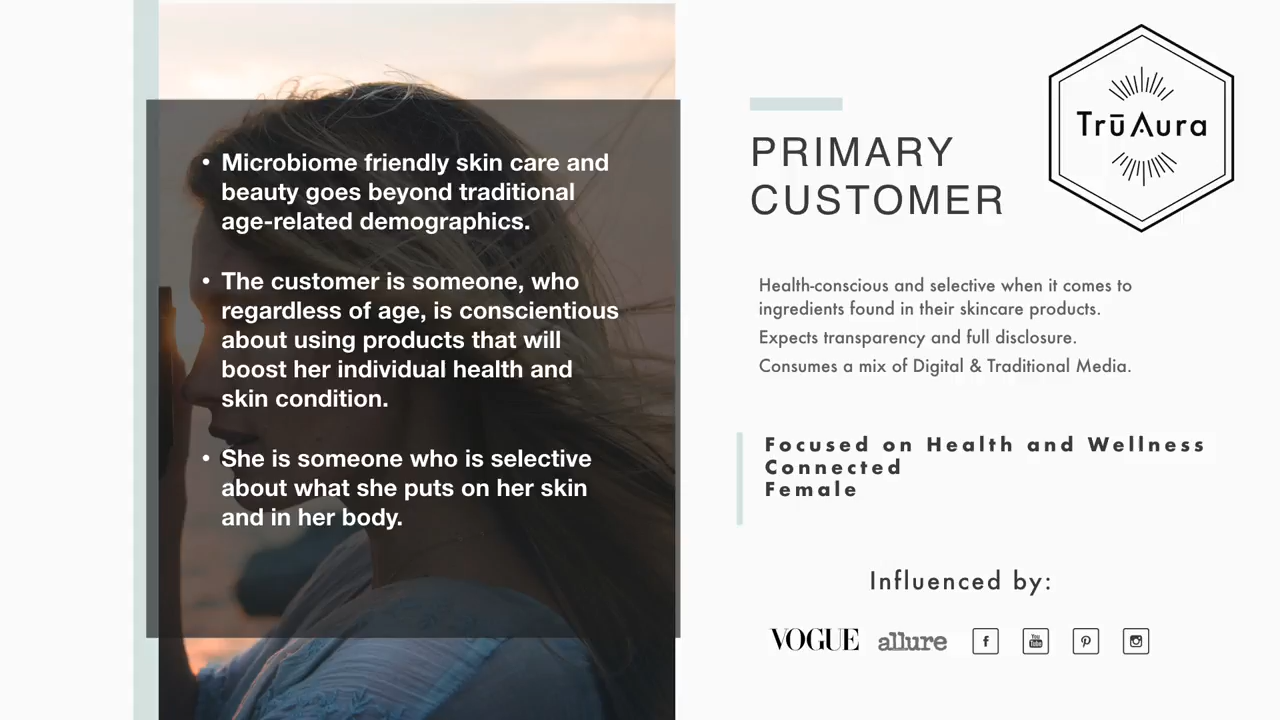 • Microbiome friendly skin care and
beauty goes beyond traditional
age-related demographics.
• The customer is someone, who
regardless of age, is conscientious
about using products that will
boost her individual health and
skin condition.
• She is someone who is selective
about what she puts on her skin
and in her body.
PRIMARY
CUSTOMER
TrūAura
Health-conscious and selective when it comes to
ingredients found in their skincare products.
Expects transparency and full disclosure.
Consumes a mix of Digital & Traditional Media.
Focused on Health and Wellness
Connected
Female
Influenced by:
VOGUE allure f You Tube